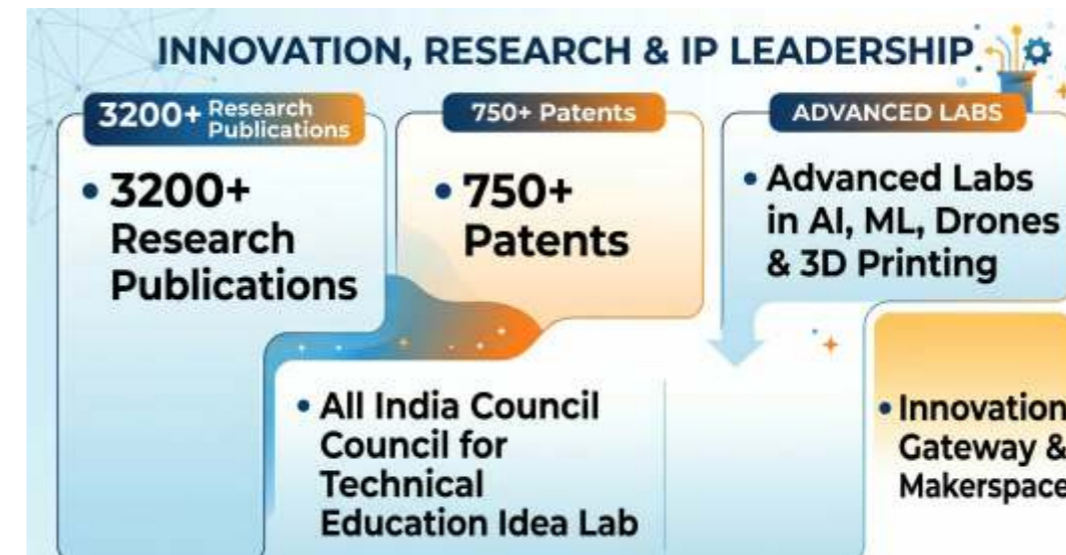 INNOVATION, RESEARCH & IP LEADERSHIP
3200+ Research
Publications
• 3200+
Research
Publications
750+ Patents
• 750+
Patents
ADVANCED LABS
• Advanced Labs
in AI, ML, Drones
& 3D Printing
• All India Council
Council for
Technical
Education Idea Lab
• Innovation
Gateway &
Makerspace